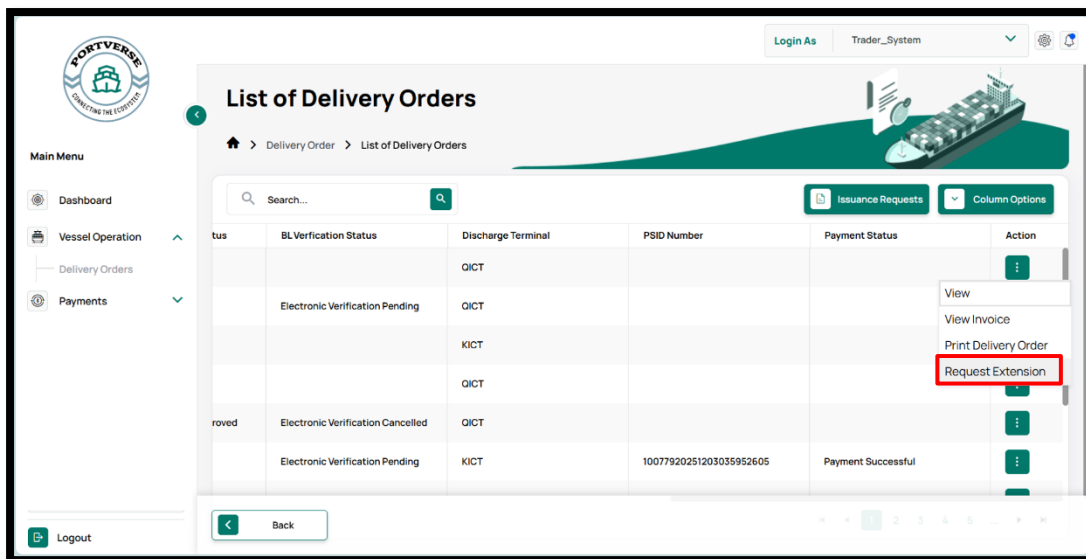 PORTVERSE
CONNECTING THE ECOSYSTEM
Login As Trader_System
List of Delivery Orders
Delivery Order > List of Delivery Orders
Main Menu
Dashboard
Vessel Operation
Delivery Orders
Payments
Logout
Search...
Issuance Requests
Column Options
tus BL Verfication Status Discharge Terminal PSID Number Payment Status Action
QICT
Electronic Verification Pending QICT
KICT
QICT
roved Electronic Verification Cancelled QICT
Electronic Verification Pending KICT 10077920251203035952605 Payment Successful
View
View Invoice
Print Delivery Order
Request Extension
Back
1 2 3 4 5 ...